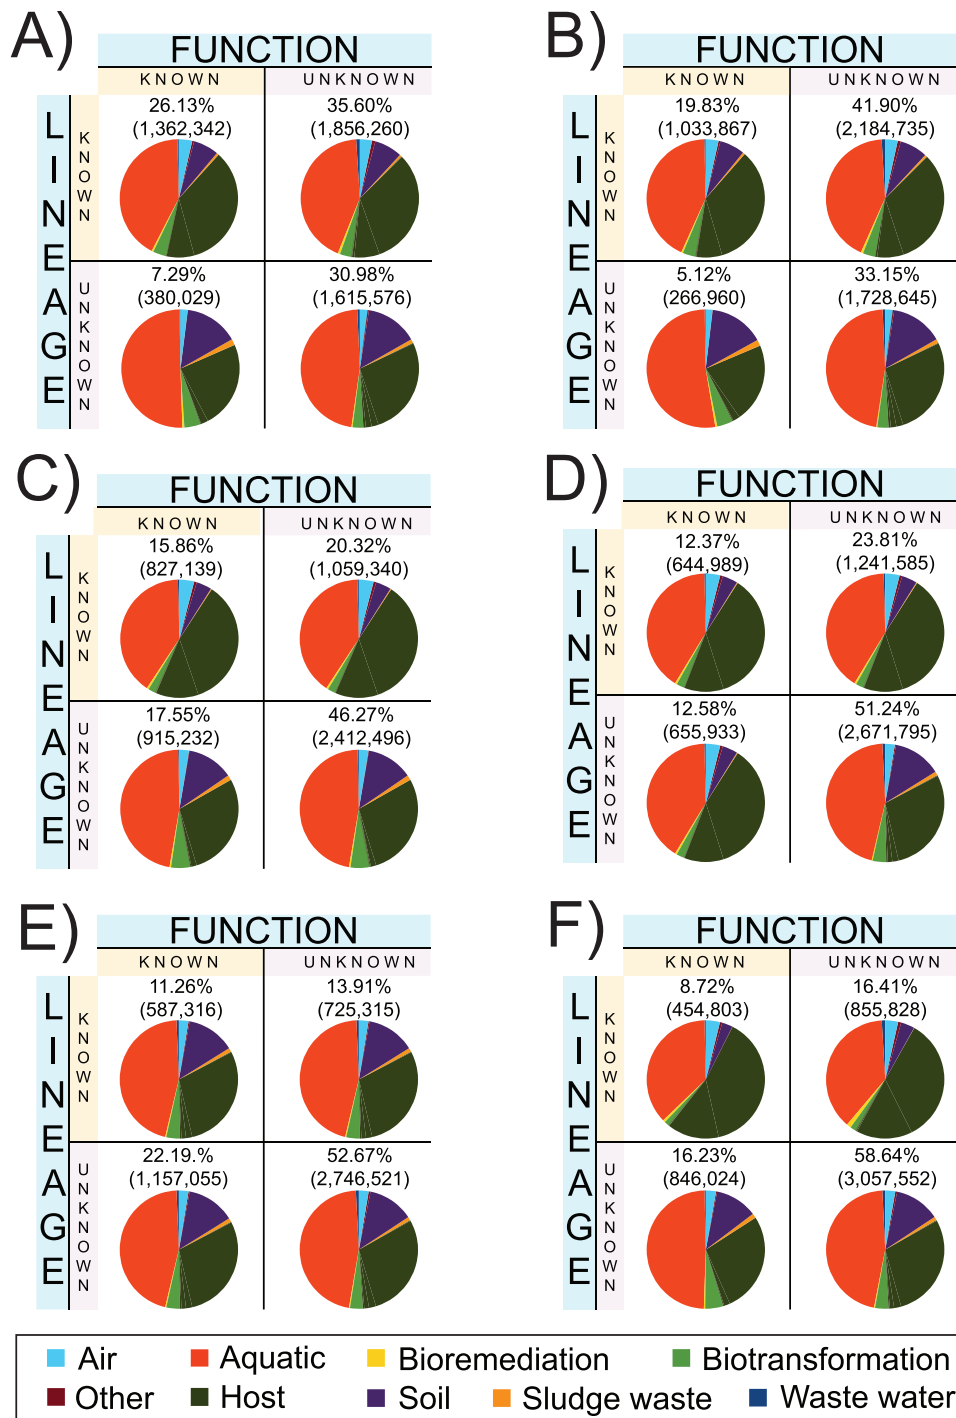 A)
FUNCTION
KNOWN
UNKNOWN
LINEAGE
KNOWN
26.13%
(1,362,342)
35.60%
(1,856,260)
UNKNOWN
7.29%
(380,029)
30.98%
(1,615,576)
B)
FUNCTION
KNOWN
UNKNOWN
LINEAGE
KNOWN
19.83%
(1,033,867)
41.90%
(2,184,735)
UNKNOWN
5.12%
(266,960)
33.15%
(1,728,645)
C)
FUNCTION
KNOWN
UNKNOWN
LINEAGE
KNOWN
15.86%
(827,139)
20.32%
(1,059,340)
UNKNOWN
17.55%
(915,232)
46.27%
(2,412,496)
D)
FUNCTION
KNOWN
UNKNOWN
LINEAGE
KNOWN
12.37%
(644,989)
23.81%
(1,241,585)
UNKNOWN
12.58%
(655,933)
51.24%
(2,671,795)
E)
FUNCTION
KNOWN
UNKNOWN
LINEAGE
KNOWN
11.26%
(587,316)
13.91%
(725,315)
UNKNOWN
22.19.%
(1,157,055)
52.67%
(2,746,521)
F)
FUNCTION
KNOWN
UNKNOWN
LINEAGE
KNOWN
8.72%
(454,803)
16.41%
(855,828)
UNKNOWN
16.23%
(846,024)
58.64%
(3,057,552)
Air Aquatic Bioremediation Biotransformation
Other Host Soil Sludge waste Waste water